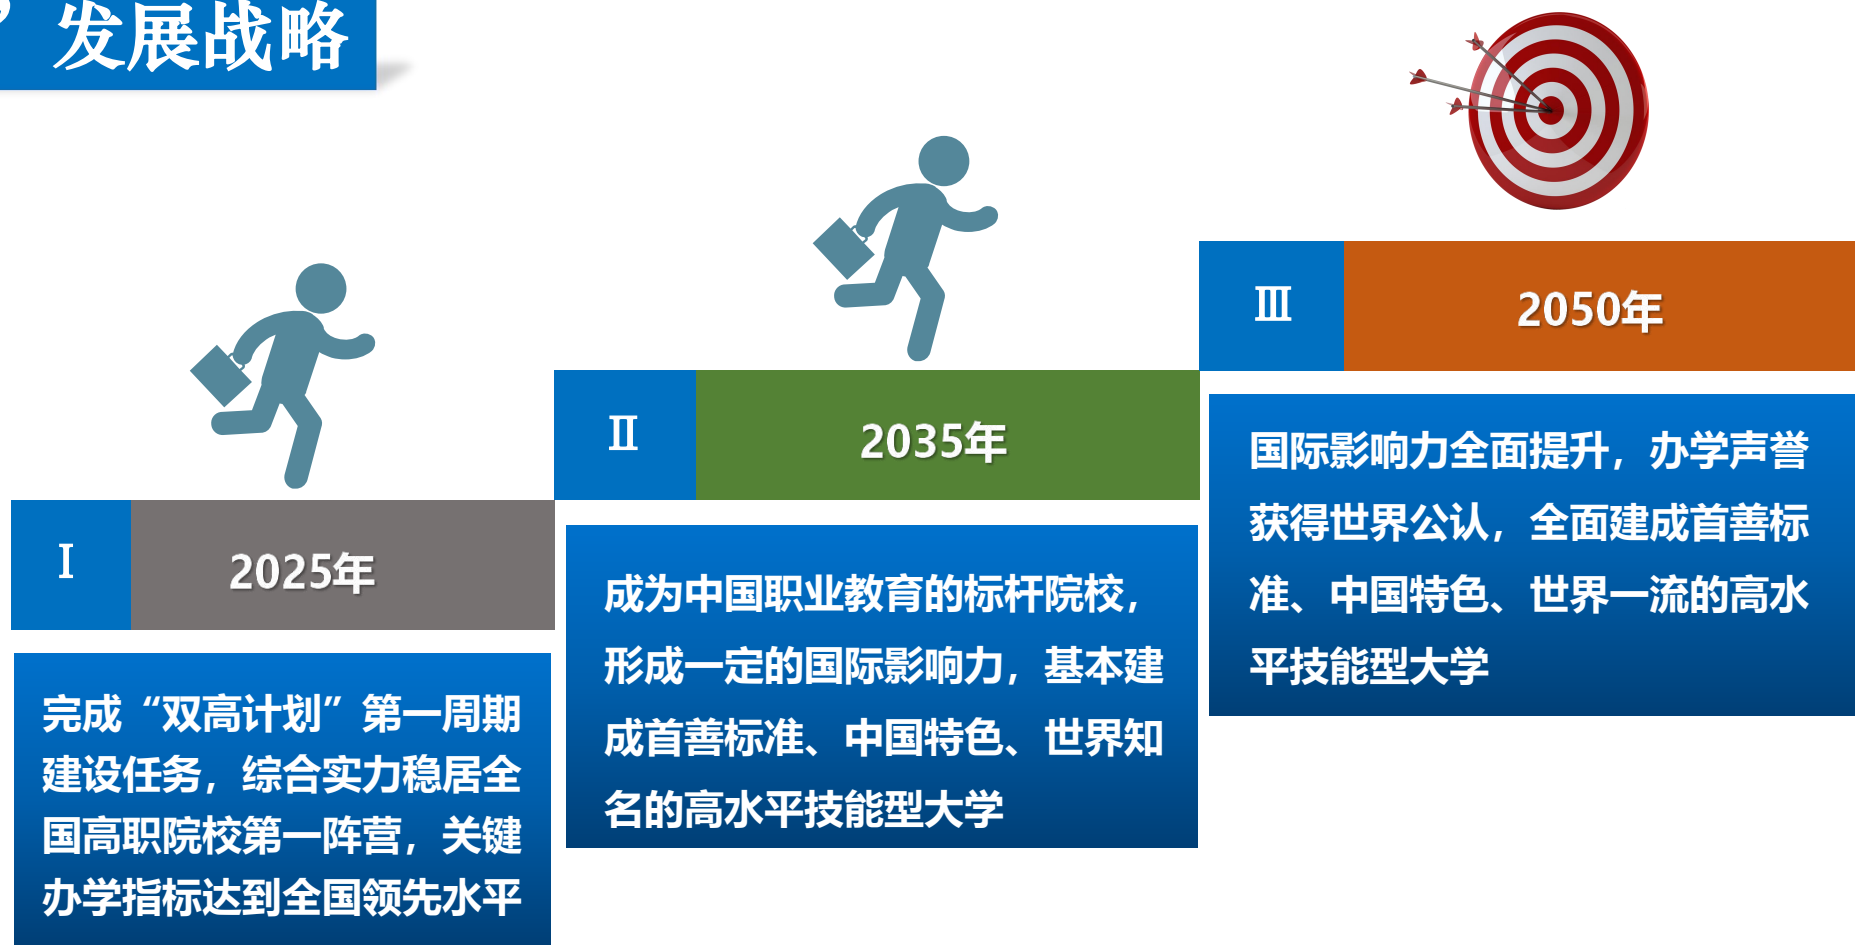 发展战略
Ⅰ
2025年
完成“双高计划”第一周期
建设任务，综合实力稳居全
国高职院校第一阵营，关键
办学指标达到全国领先水平
Ⅱ
2035年
成为中国职业教育的标杆院校，
形成一定的国际影响力，基本建
成首善标准、中国特色、世界知
名的高水平技能型大学
Ⅲ
2050年
国际影响力全面提升，办学声誉
获得世界公认，全面建成首善标
准、中国特色、世界一流的高水
平技能型大学